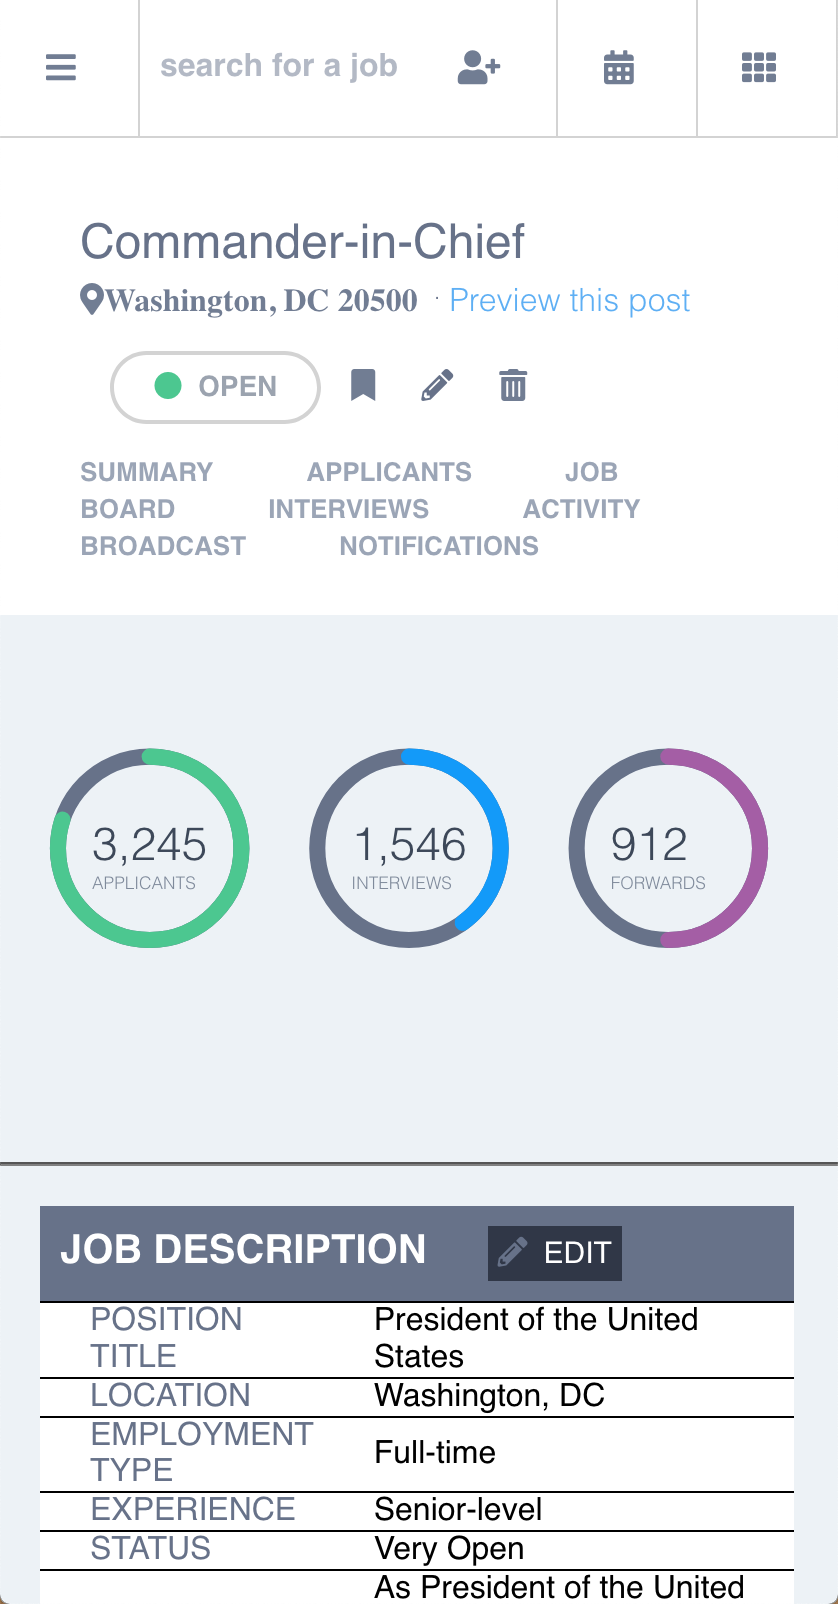 search for a job
Commander-in-Chief
Washington, DC 20500 · Preview this post
OPEN
SUMMARY APPLICANTS JOB
BOARD INTERVIEWS ACTIVITY
BROADCAST NOTIFICATIONS
3,245
APPLICANTS
1,546
INTERVIEWS
912
FORWARDS
JOB DESCRIPTION EDIT
POSITION
TITLE
President of the United
States
LOCATION Washington, DC
EMPLOYMENT
TYPE
Full-time
EXPERIENCE Senior-level
STATUS Very Open
As President of the United